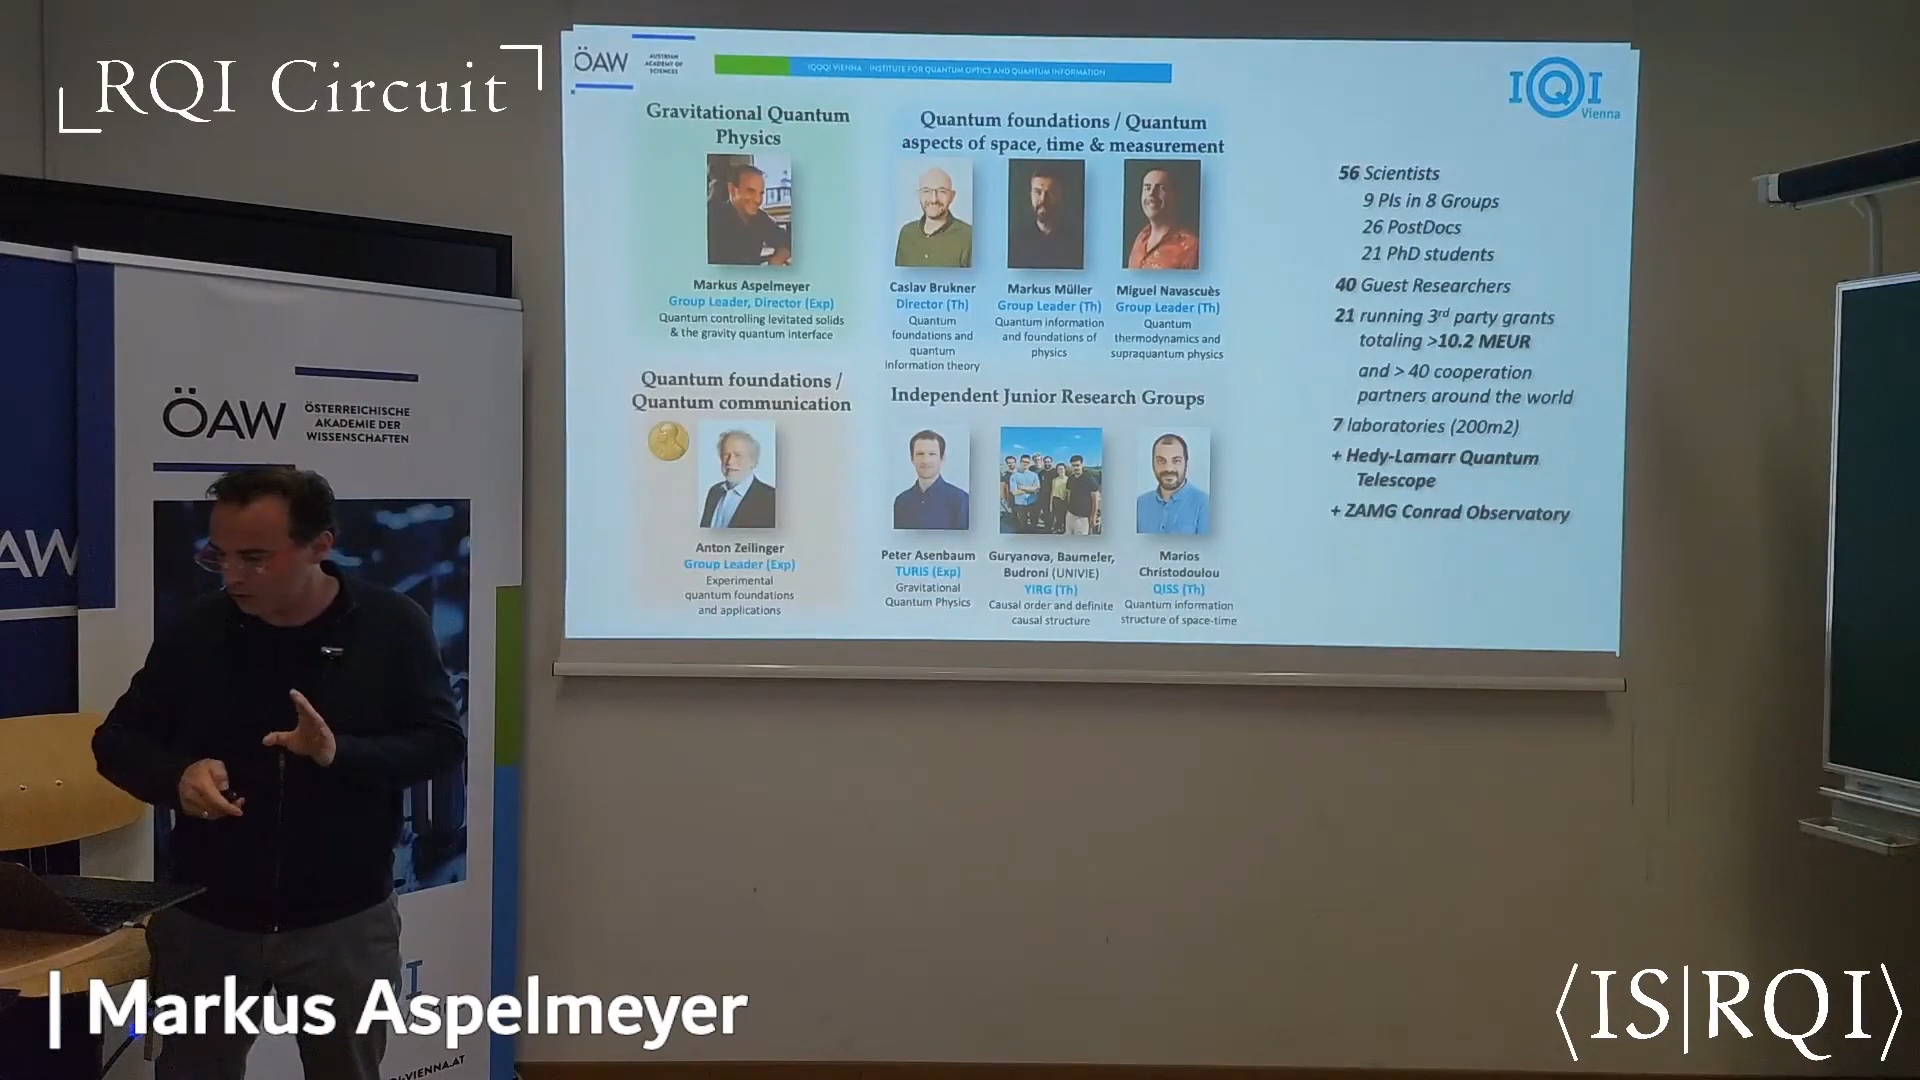 RQI Circuit
ÖAW
AUSTRIAN
ACADEMY OF
SCIENCES
IQOQI VIENNA - INSTITUTE FOR QUANTUM OPTICS AND QUANTUM INFORMATION
IQI
Vienna
Gravitational Quantum
Physics
Markus Aspelmeyer
Group Leader, Director (Exp)
Quantum controlling levitated solids
& the gravity quantum interface
Quantum foundations / Quantum
aspects of space, time & measurement
Caslav Brukner
Director (Th)
Quantum
foundations and
quantum
information theory
Markus Müller
Group Leader (Th)
Quantum information
and foundations of
physics
Miguel Navascuès
Group Leader (Th)
Quantum
thermodynamics and
supraquantum physics
Quantum foundations /
Quantum communication
Anton Zeilinger
Group Leader (Exp)
Experimental
quantum foundations
and applications
Independent Junior Research Groups
Peter Asenbaum
TURIS (Exp)
Gravitational
Quantum Physics
Guryanova, Baumeler,
Budroni (UNIVIE)
YIRG (Th)
Causal order and definite
causal structure
Marios
Christodoulou
QISS (Th)
Quantum information
structure of space-time
56 Scientists
9 PIs in 8 Groups
26 PostDocs
21 PhD students
40 Guest Researchers
21 running 3rd party grants
totaling >10.2 MEUR
and > 40 cooperation
partners around the world
7 laboratories (200m2)
+ Hedy-Lamarr Quantum
Telescope
+ ZAMG Conrad Observatory
ÖAW
ÖSTERREICHISCHE
AKADEMIE DER
WISSENSCHAFTEN
AW
| Markus Aspelmeyer
-VIENNA.AT
⟨IS|RQI⟩